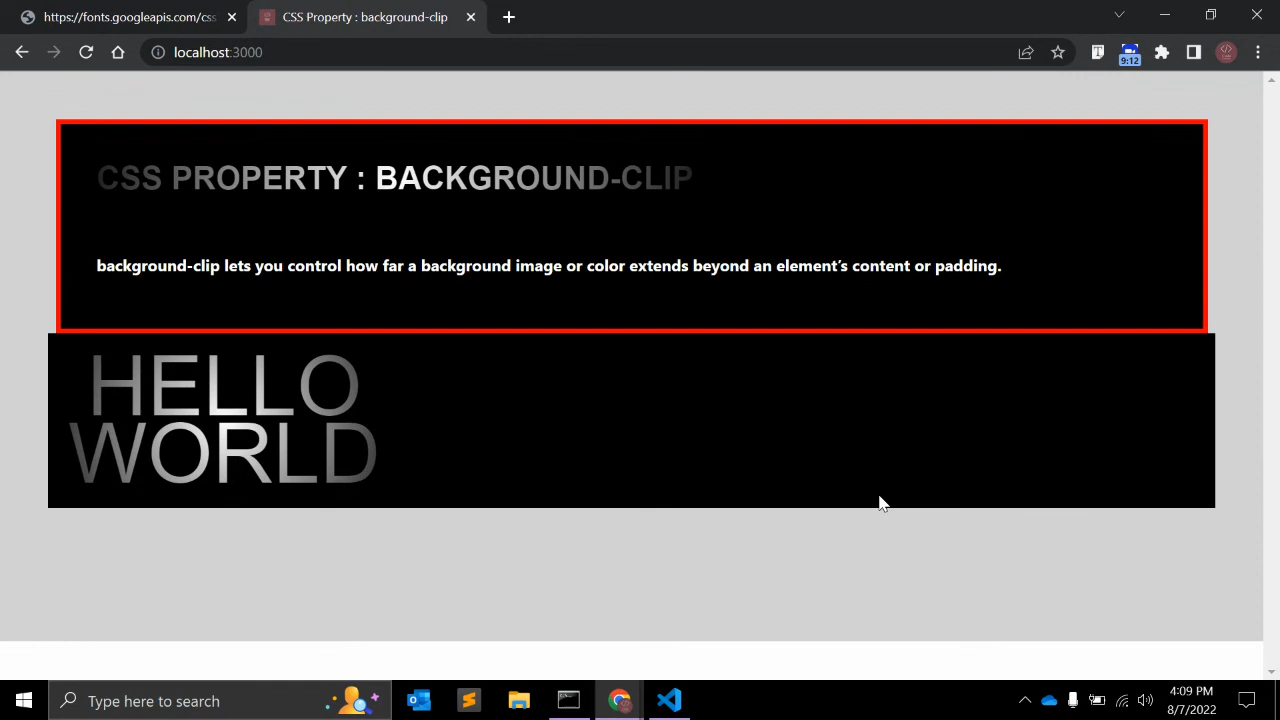 https://fonts.googleapis.com/css
CSS Property : background-clip
localhost:3000
9:12
CSS PROPERTY : BACKGROUND-CLIP
background-clip lets you control how far a background image or color extends beyond an element’s content or padding.
HELLO
WORLD
Type here to search
4:09 PM
8/7/2022